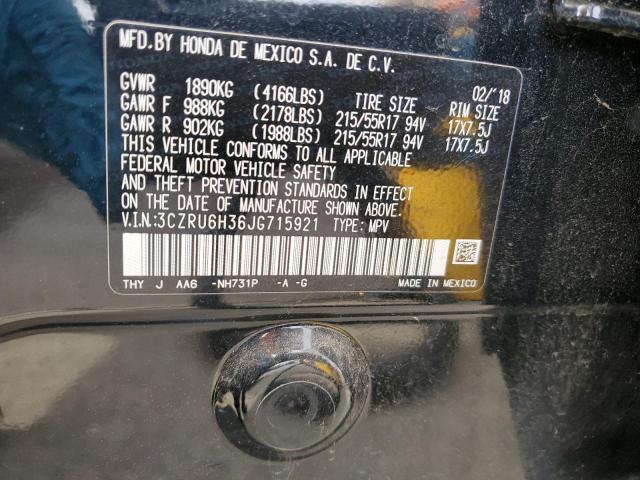 MFD. BY HONDA DE MEXICO S.A. DE C.V.
02/'18
GVWR 1890KG (4166LBS) TIRE SIZE RIM SIZE
GAWR F 988KG (2178LBS) 215/55R17 94V 17X7.5J
GAWR R 902KG (1988LBS) 215/55R17 94V 17X7.5J
THIS VEHICLE CONFORMS TO ALL APPLICABLE
FEDERAL MOTOR VEHICLE SAFETY
AND THEFT PREVENTION STANDARDS IN EFFECT
ON THE DATE OF MANUFACTURE SHOWN ABOVE.
V.I.N:3CZRU6H36JG715921 TYPE: MPV
THY J AA6 -NH731P -A -G
MADE IN MEXICO